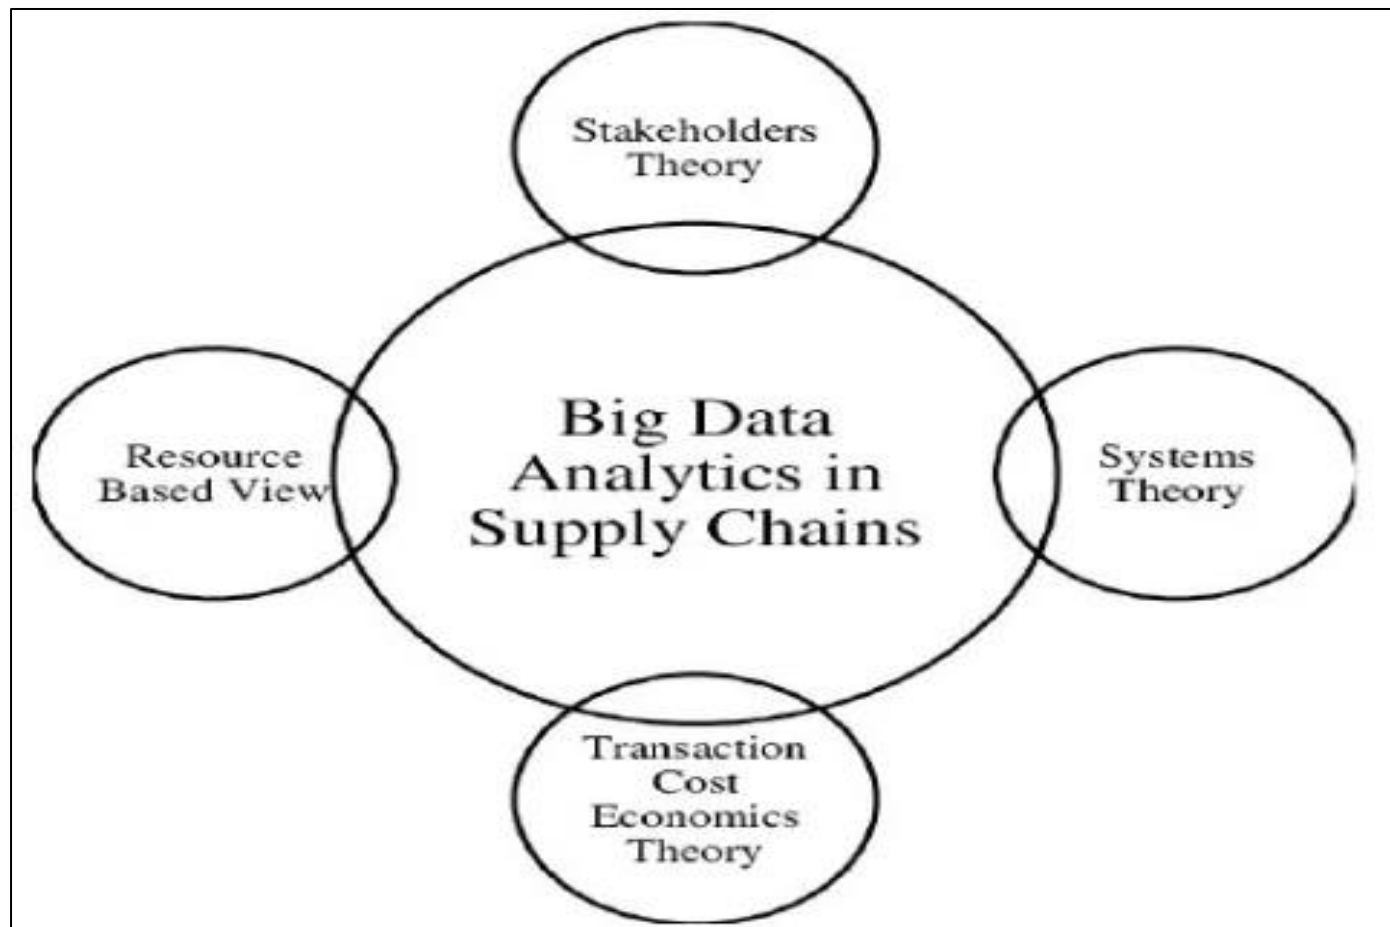 Stakeholders
Theory
Resource
Based View
Big Data
Analytics in
Supply Chains
Systems
Theory
Transaction
Cost
Economics
Theory